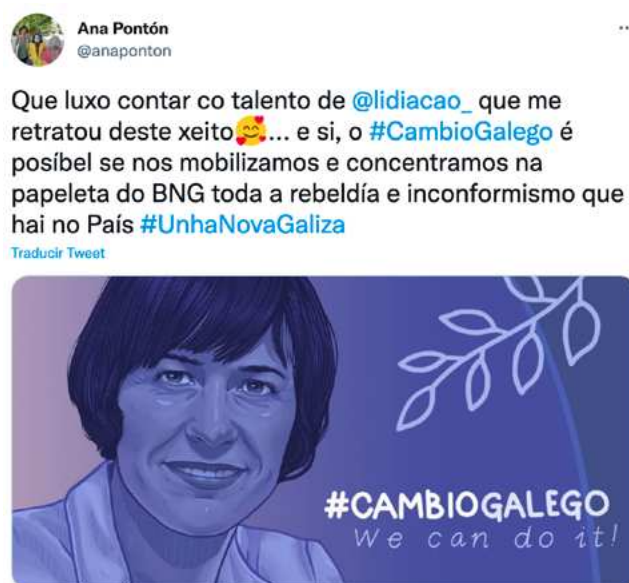 Ana Pontón
@anaponton
Que luxo contar co talento de @lidiacao_ que me
retratou deste xeito🥰... e si, o #CambioGalego é
posíbel se nos mobilizamos e concentramos na
papeleta do BNG toda a rebeldía e inconformismo que
hai no País #UnhaNovaGaliza
Traducir Tweet
#CAMBIOGALEGO
We can do it!